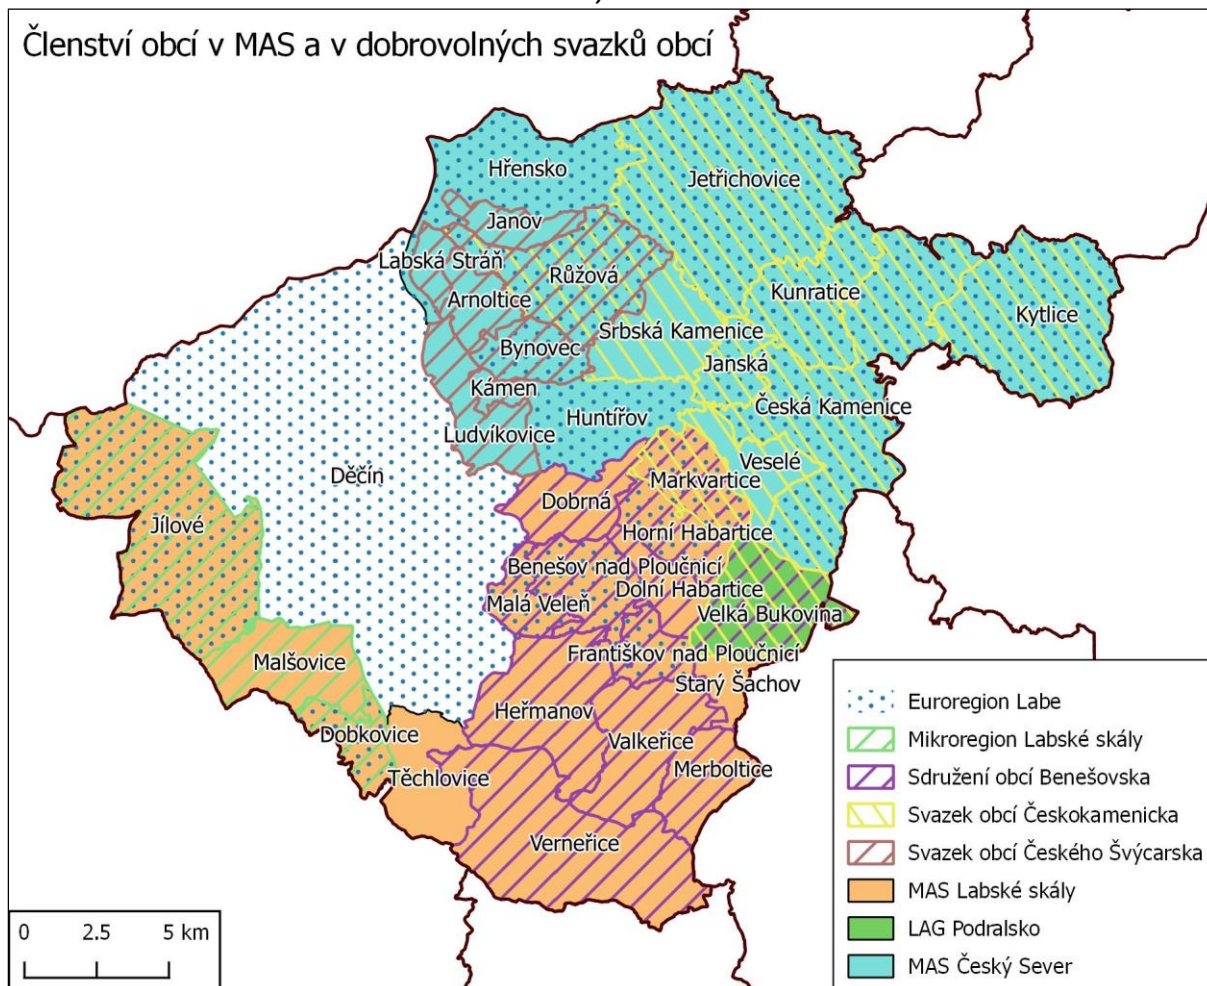 Členství obcí v MAS a v dobrovolných svazků obcí
Hřensko
Jetřichovice
Janov
Labská Stráň
Růžová
Arnoltice
Kunratice
Kytlice
Srbská Kamenice
Bynovec
Janská
Kámen
Česká Kamenice
Huntířov
Ludvíkovice
Veselé
Děčín
Markvartice
Dobrná
Jílové
Horní Habartice
Benešov nad Ploučnicí
Dolní Habartice
Malá Veleň
Velká Bukovina
Františkov nad Ploučnicí
Malšovice
Starý Šachov
Heřmanov
Dobkovice
Valkeřice
Merboltice
Těchlovice
Verneřice
Euroregion Labe
Mikroregion Labské skály
Sdružení obcí Benešovska
Svazek obcí Českokamenicka
Svazek obcí Českého Švýcarska
MAS Labské skály
LAG Podralsko
MAS Český Sever
0 2.5 5 km